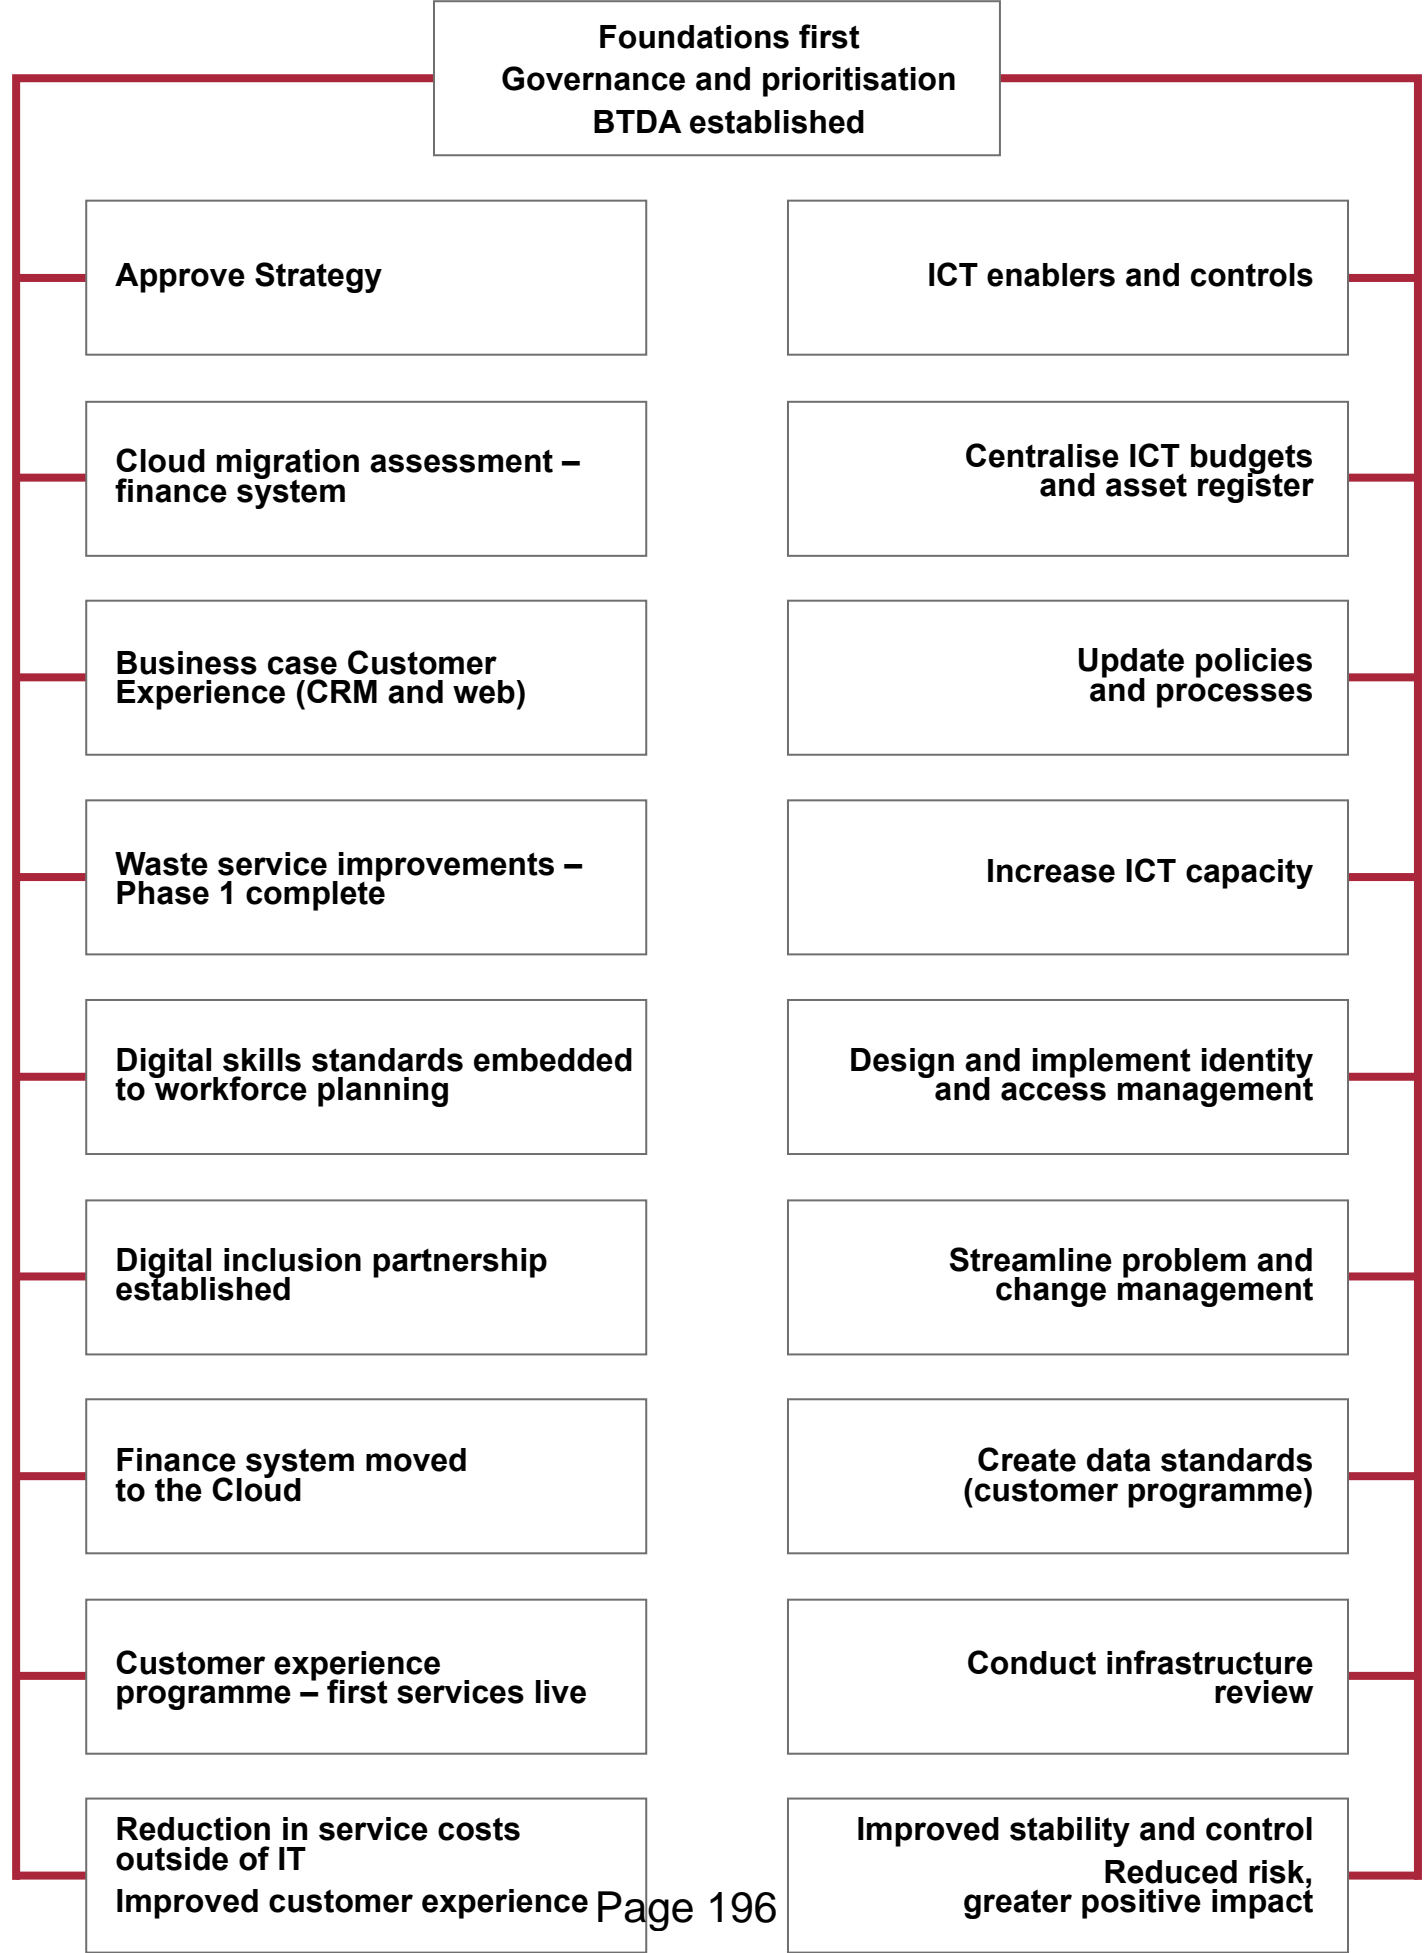 Foundations first
Governance and prioritisation
BTDA established
Approve Strategy
ICT enablers and controls
Cloud migration assessment –
finance system
Centralise ICT budgets
and asset register
Business case Customer
Experience (CRM and web)
Update policies
and processes
Waste service improvements –
Phase 1 complete
Increase ICT capacity
Digital skills standards embedded
to workforce planning
Design and implement identity
and access management
Digital inclusion partnership
established
Streamline problem and
change management
Finance system moved
to the Cloud
Create data standards
(customer programme)
Customer experience
programme – first services live
Conduct infrastructure
review
Reduction in service costs
outside of IT
Improved customer experience
Improved stability and control
Reduced risk,
greater positive impact
Page 196